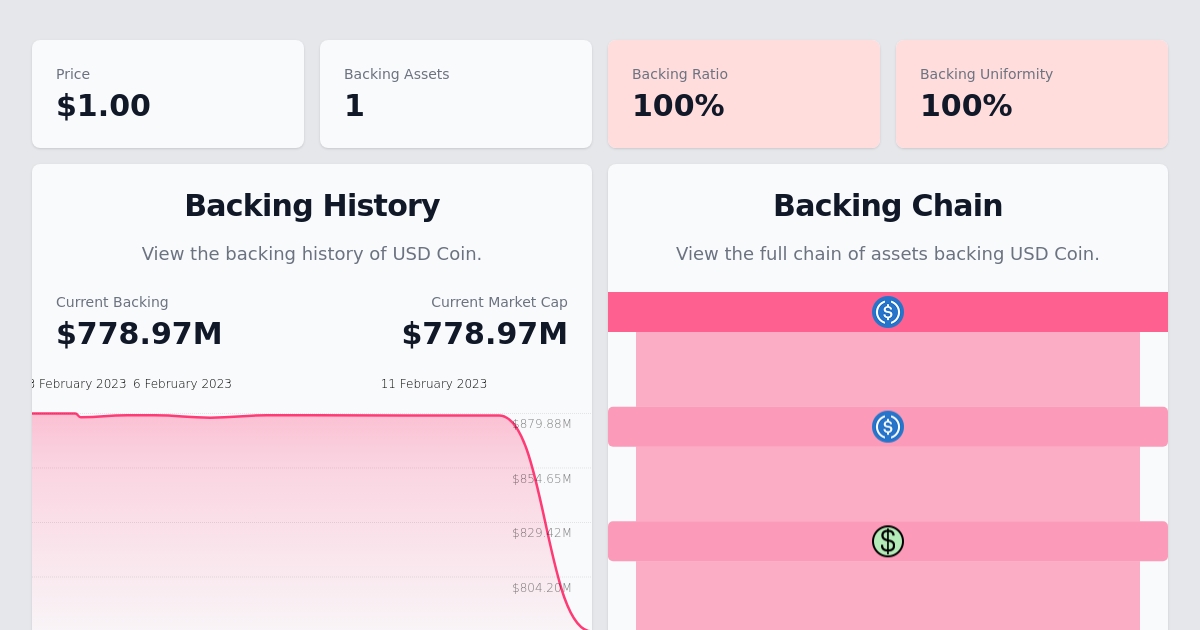 Price
$1.00
Backing Assets
1
Backing Ratio
100%
Backing Uniformity
100%
Backing History
View the backing history of USD Coin.
Current Backing
$778.97M
Current Market Cap
$778.97M
February 2023
6 February 2023
11 February 2023
$879.88M
$854.65M
$829.42M
$804.20M
Backing Chain
View the full chain of assets backing USD Coin.
$
$
$